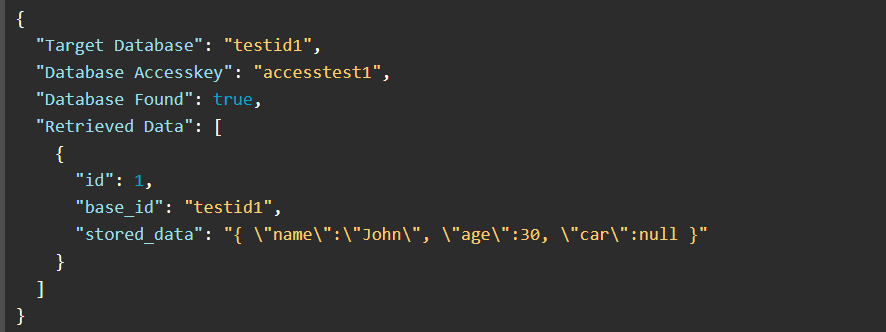 {
  "Target Database": "testid1",
  "Database Accesskey": "accesstest1",
  "Database Found": true,
  "Retrieved Data": [
    {
      "id": 1,
      "base_id": "testid1",
      "stored_data": "{ \"name\":\"John\", \"age\":30, \"car\":null }"
    }
  ]
}